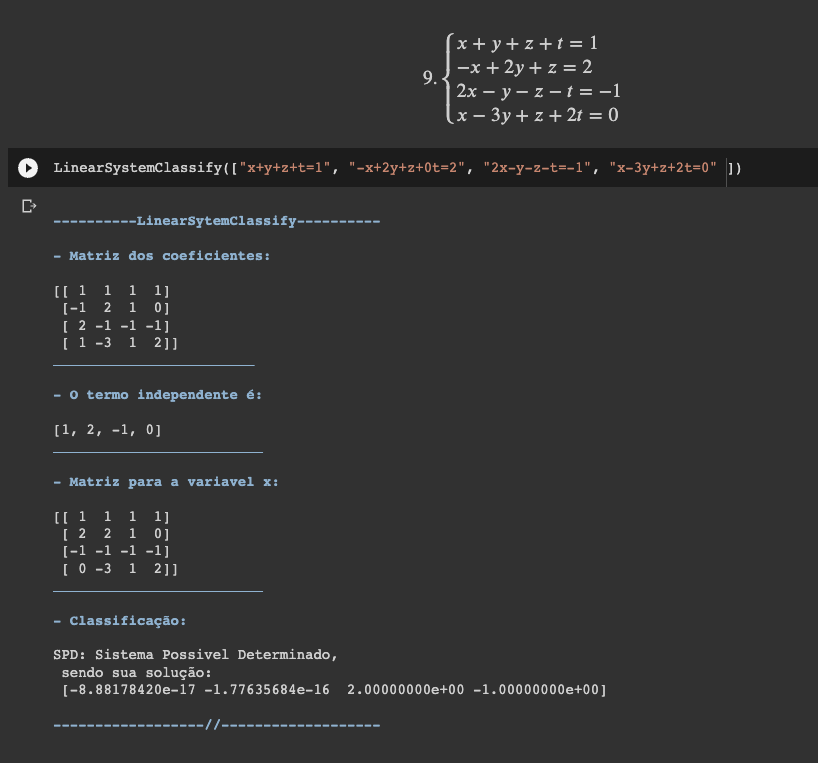 x + y + z + t = 1
9. −x + 2y + z = 2
2x − y − z − t = −1
x − 3y + z + 2t = 0
LinearSystemClassify(["x+y+z+t=1", "-x+2y+z+0t=2", "2x-y-z-t=-1", "x-3y+z+2t=0" ])
----------LinearSytemClassify----------
- Matriz dos coeficientes:
[[ 1 1 1 1]
[-1 2 1 0]
[ 2 -1 -1 -1]
[ 1 -3 1 2]]
- O termo independente é:
[1, 2, -1, 0]
- Matriz para a variavel x:
[[ 1 1 1 1]
[ 2 2 1 0]
[-1 -1 -1 -1]
[ 0 -3 1 2]]
- Classificação:
SPD: Sistema Possivel Determinado,
sendo sua solução:
[-8.88178420e-17 -1.77635684e-16 2.00000000e+00 -1.00000000e+00]
------------------//-------------------